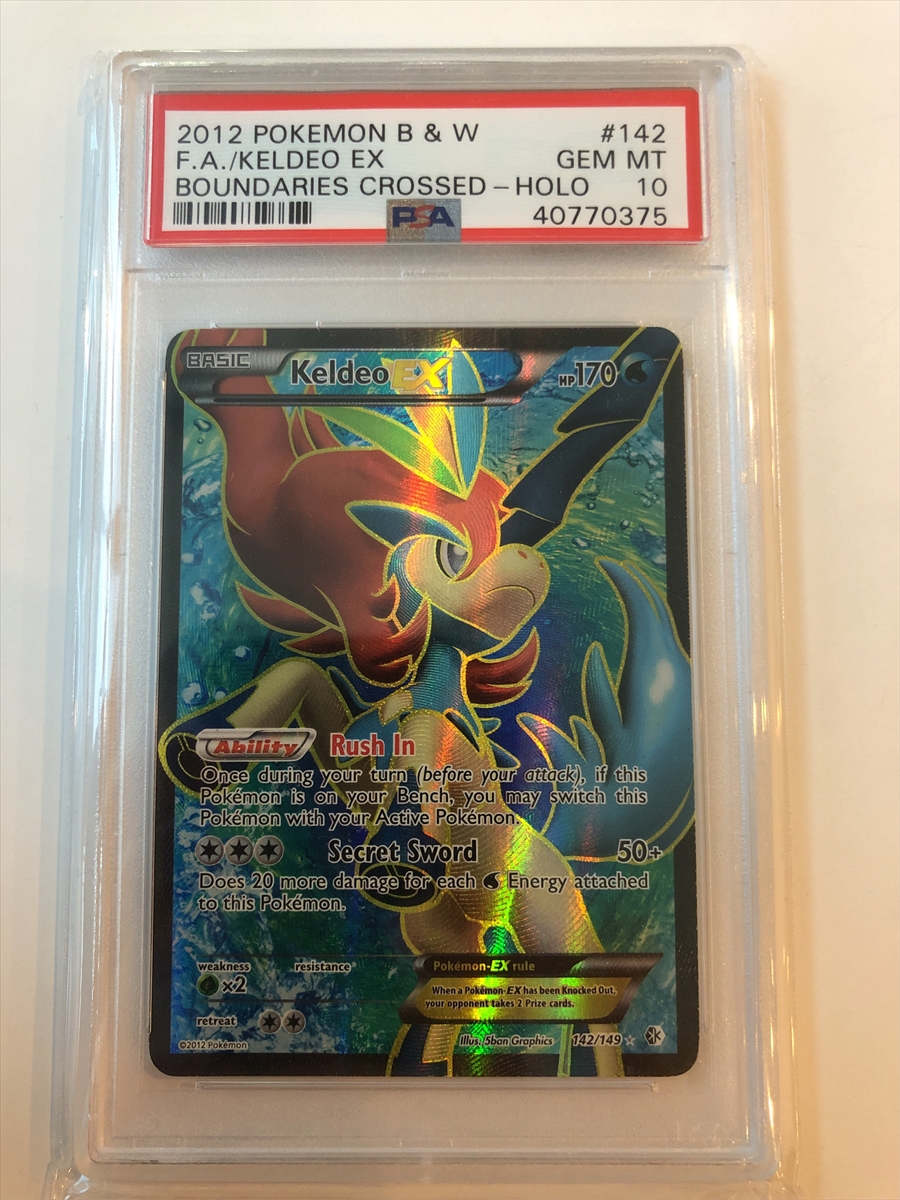 2012 POKEMON B & W #142
F.A./KELDEO EX GEM MT
BOUNDARIES CROSSED - HOLO 10
PSA 40770375
BASIC Keldeo EX HP170
Ability Rush In
Once during your turn (before your attack), if this
Pokémon is on your Bench, you may switch this
Pokémon with your Active Pokémon.
Secret Sword 50+
Does 20 more damage for each Energy attached
to this Pokémon.
weakness resistance
×2
Pokémon-EX rule
When a Pokémon-EX has been Knocked Out,
your opponent takes 2 Prize cards.
retreat
©2012 Pokémon
Illus. 5ban Graphics 142/149